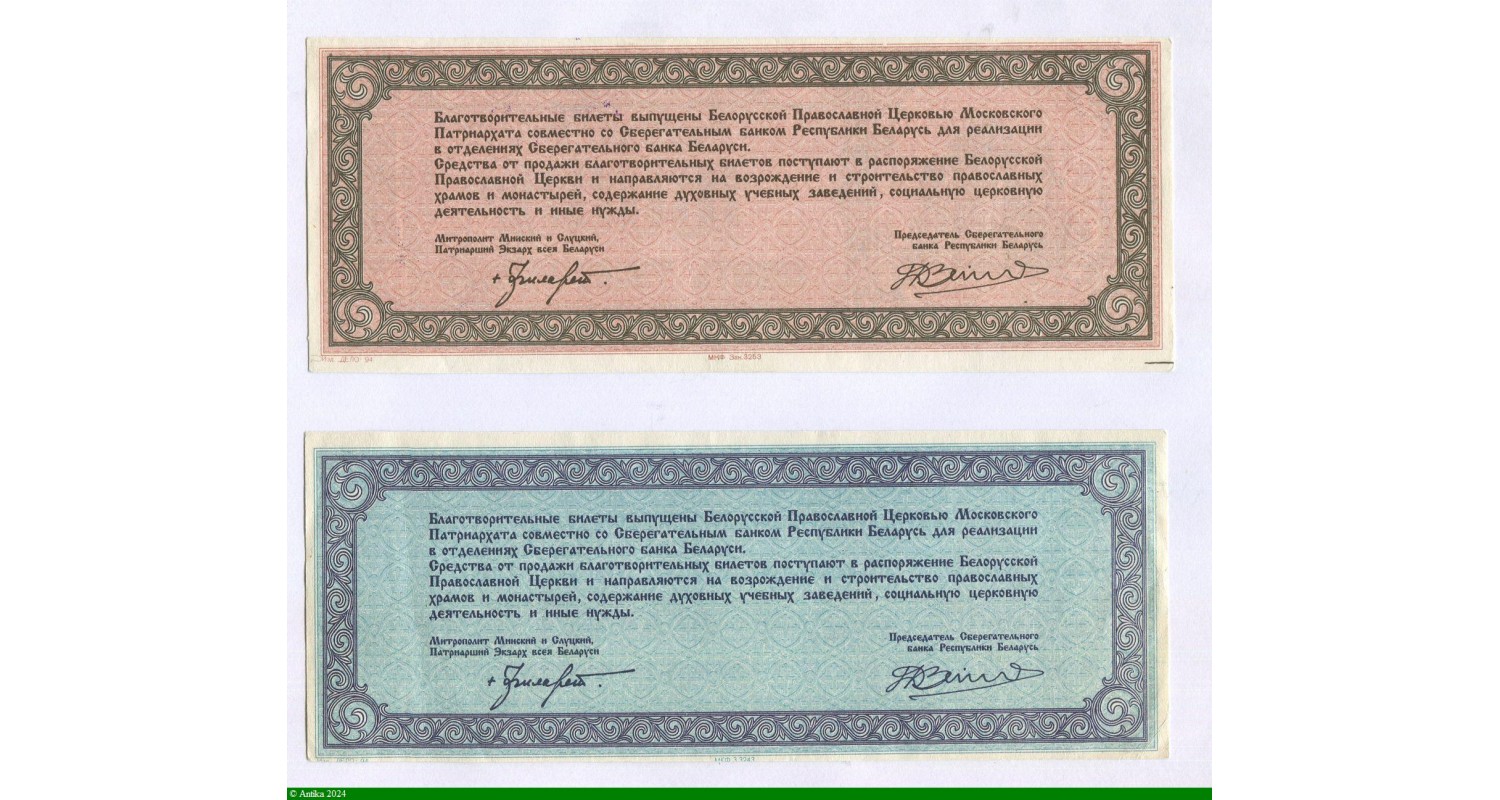 Благотворительные билеты выпущены Белорусской Православной Церковью Московского
Патриархата совместно со Сберегательным банком Республики Беларусь для реализации
в отделениях Сберегательного банка Беларуси.
Средства от продажи благотворительных билетов поступают в распоряжение Белорусской
Православной Церкви и направляются на возрождение и строительство православных
храмов и монастырей, содержание духовных учебных заведений, социальную церковную
деятельность и иные нужды.
Митрополит Минский и Слуцкий,
Патриарший Экзарх всея Беларуси
Председатель Сберегательного
банка Республики Беларусь
+ Филарет.
МНФ Зак. 3253
Благотворительные билеты выпущены Белорусской Православной Церковью Московского
Патриархата совместно со Сберегательным банком Республики Беларусь для реализации
в отделениях Сберегательного банка Беларуси.
Средства от продажи благотворительных билетов поступают в распоряжение Белорусской
Православной Церкви и направляются на возрождение и строительство православных
храмов и монастырей, содержание духовных учебных заведений, социальную церковную
деятельность и иные нужды.
Митрополит Минский и Слуцкий,
Патриарший Экзарх всея Беларуси
Председатель Сберегательного
банка Республики Беларусь
+ Филарет.
© Antika 2024